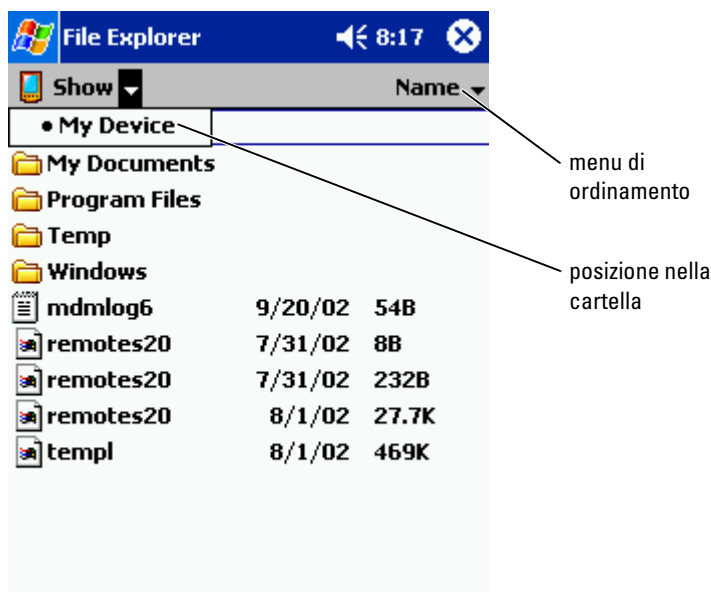 File Explorer 8:17
Show Name
• My Device
My Documents
Program Files
Temp
Windows
mdmlog6 9/20/02 54B
remotes20 7/31/02 8B
remotes20 7/31/02 232B
remotes20 8/1/02 27.7K
templ 8/1/02 469K
menu di
ordinamento
posizione nella
cartella